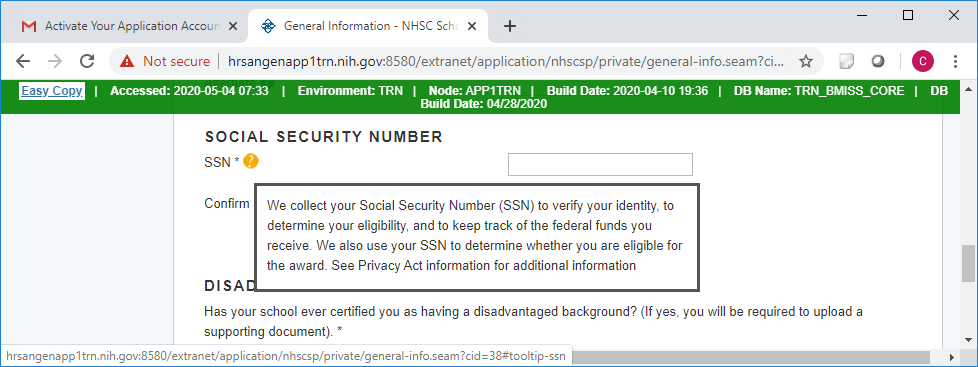 Activate Your Application Accoun
General Information - NHSC Scho
Not secure | hrsangenapp1trn.nih.gov:8580/extranet/application/nhscsp/private/general-info.seam?ci...
C
Easy Copy | Accessed: 2020-05-04 07:33 | Environment: TRN | Node: APP1TRN | Build Date: 2020-04-10 19:36 | DB Name: TRN_BMISS_CORE | DB
Build Date: 04/28/2020
SOCIAL SECURITY NUMBER
SSN * ?
Confirm
We collect your Social Security Number (SSN) to verify your identity, to
determine your eligibility, and to keep track of the federal funds you
receive. We also use your SSN to determine whether you are eligible for
the award. See Privacy Act information for additional information
DISAD
Has your school ever certified you as having a disadvantaged background? (If yes, you will be required to upload a
supporting document). *
hrsangenapp1trn.nih.gov:8580/extranet/application/nhscsp/private/general-info.seam?cid=38#tooltip-ssn